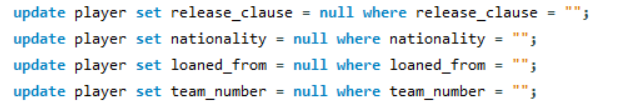 update player set release_clause = null where release_clause = "";
update player set nationality = null where nationality = "";
update player set loaned_from = null where loaned_from = "";
update player set team_number = null where team_number = "";